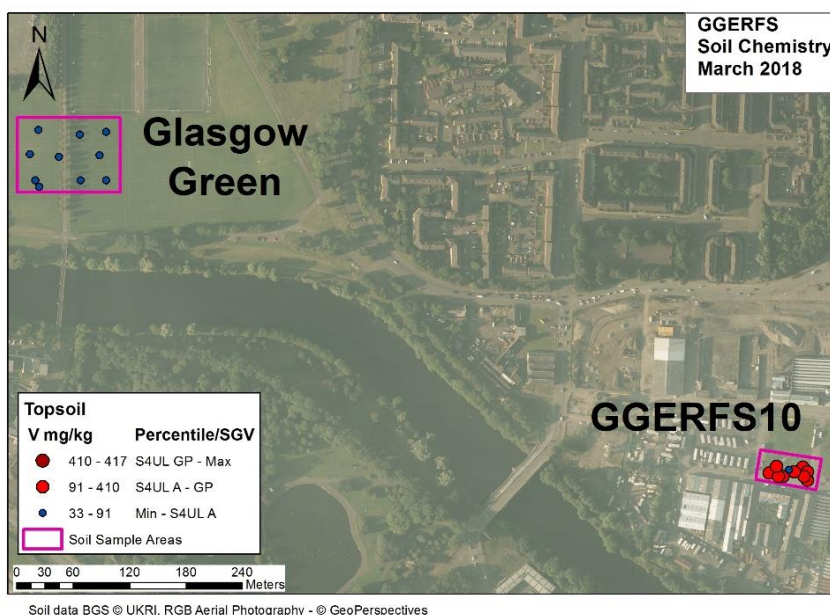 GGERFS
Soil Chemistry
March 2018
N
Glasgow
Green
GGERFS10
Topsoil
V mg/kg Percentile/SGV
410 - 417 S4UL GP - Max
91 - 410 S4UL A - GP
33 - 91 Min - S4UL A
Soil Sample Areas
0 30 60 120 180 240
Meters
Soil data BGS © UKRI. RGB Aerial Photography - © GeoPerspectives